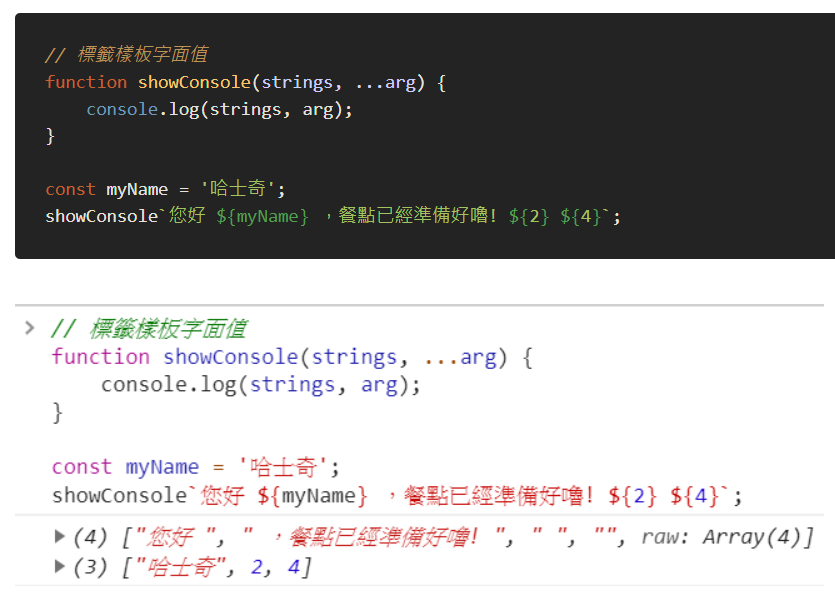 // 標籤樣板字面值
function showConsole(strings, ...arg) {
    console.log(strings, arg);
}
const myName = '哈士奇';
showConsole`您好 ${myName} ，餐點已經準備好嚕! ${2} ${4}`;
> // 標籤樣板字面值
function showConsole(strings, ...arg) {
    console.log(strings, arg);
}
const myName = '哈士奇';
showConsole`您好 ${myName} ，餐點已經準備好嚕! ${2} ${4}`;
▶(4) ["您好 ", " ，餐點已經準備好嚕! ", " ", "", raw: Array(4)]
▶(3) ["哈士奇", 2, 4]